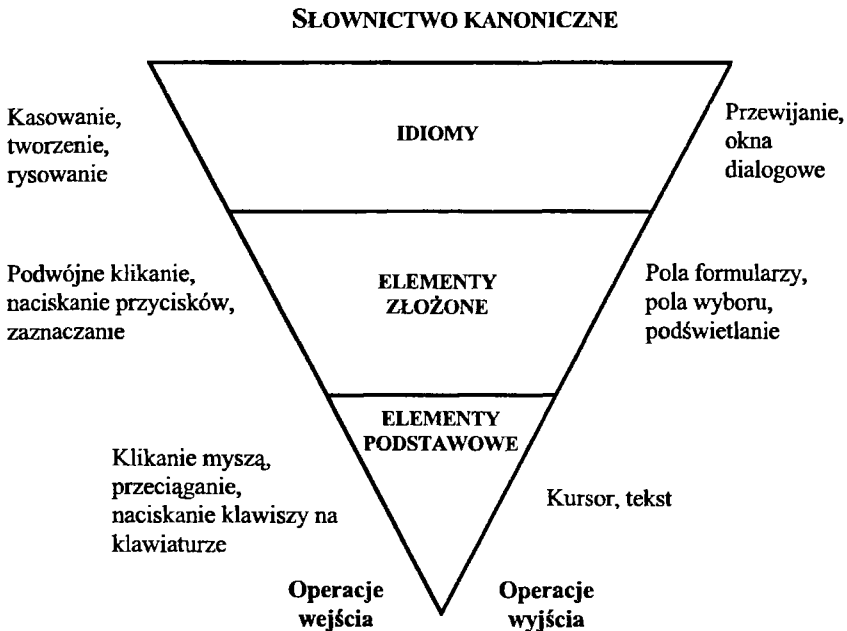 SŁOWNICTWO KANONICZNE
Kasowanie,
tworzenie,
rysowanie
IDIOMY
Przewijanie,
okna
dialogowe
Podwójne klikanie,
naciskanie przycisków,
zaznaczanie
ELEMENTY
ZŁOŻONE
Pola formularzy,
pola wyboru,
podświetlanie
ELEMENTY
PODSTAWOWE
Klikanie myszą,
przeciąganie,
naciskanie klawiszy na
klawiaturze
Kursor, tekst
Operacje
wejścia
Operacje
wyjścia